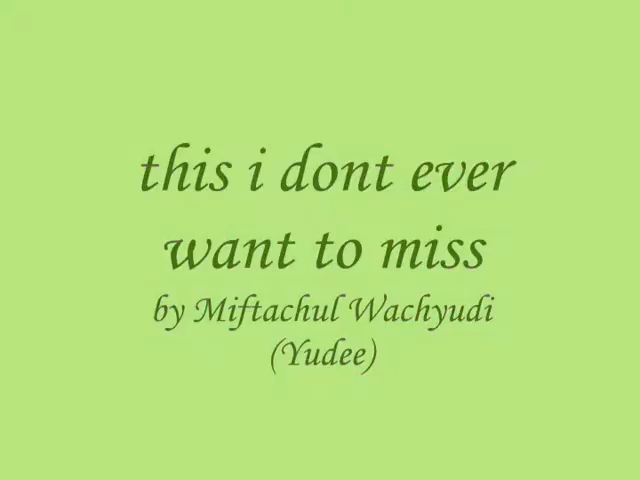 this i dont ever
want to miss
by Miftachul Wachyudi
(Yudee)